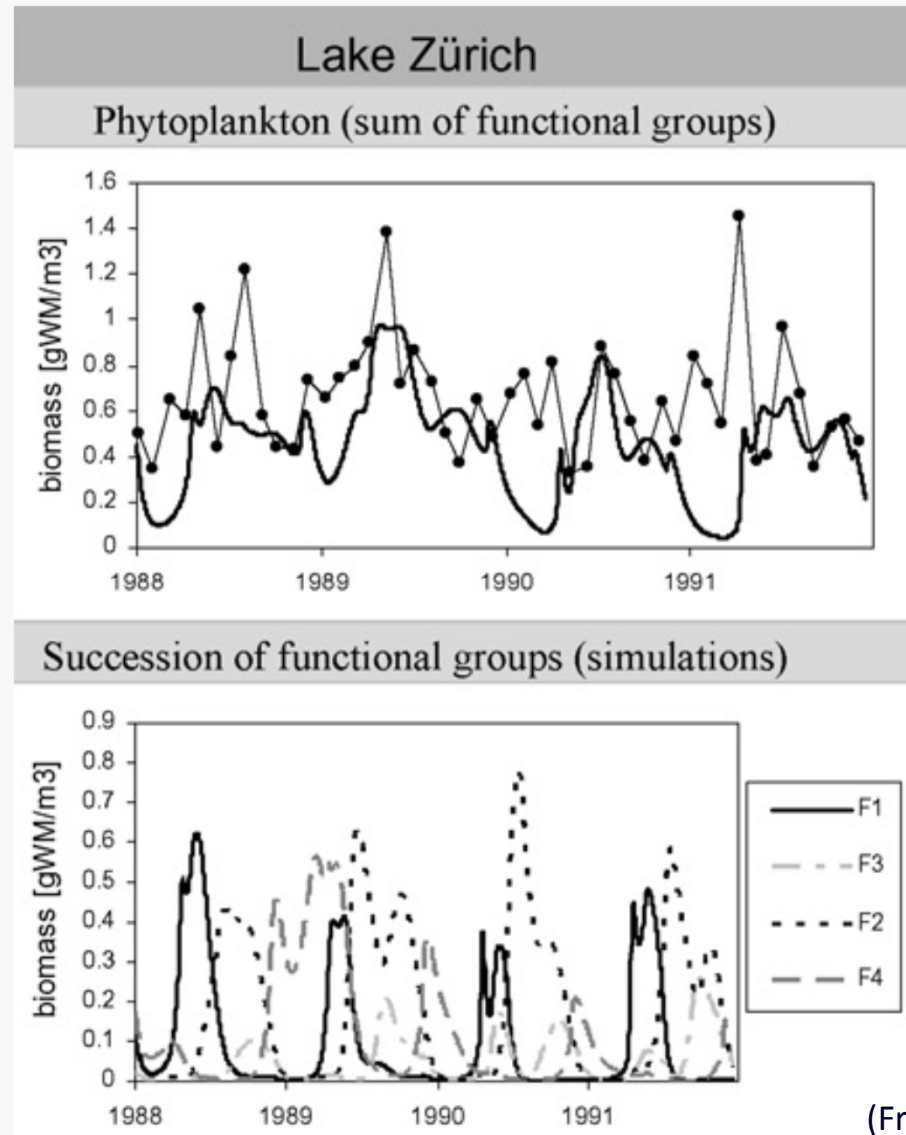 Lake Zürich
Phytoplankton (sum of functional groups)
1.6
1.4
1.2
1
0.8
0.6
0.4
0.2
0
biomass [gWM/m3]
1988 1989 1990 1991
Succession of functional groups (simulations)
0.9
0.8
0.7
0.6
0.5
0.4
0.3
0.2
0.1
0
biomass [gWM/m3]
1988 1989 1990 1991
F1
F3
F2
F4
(Fr